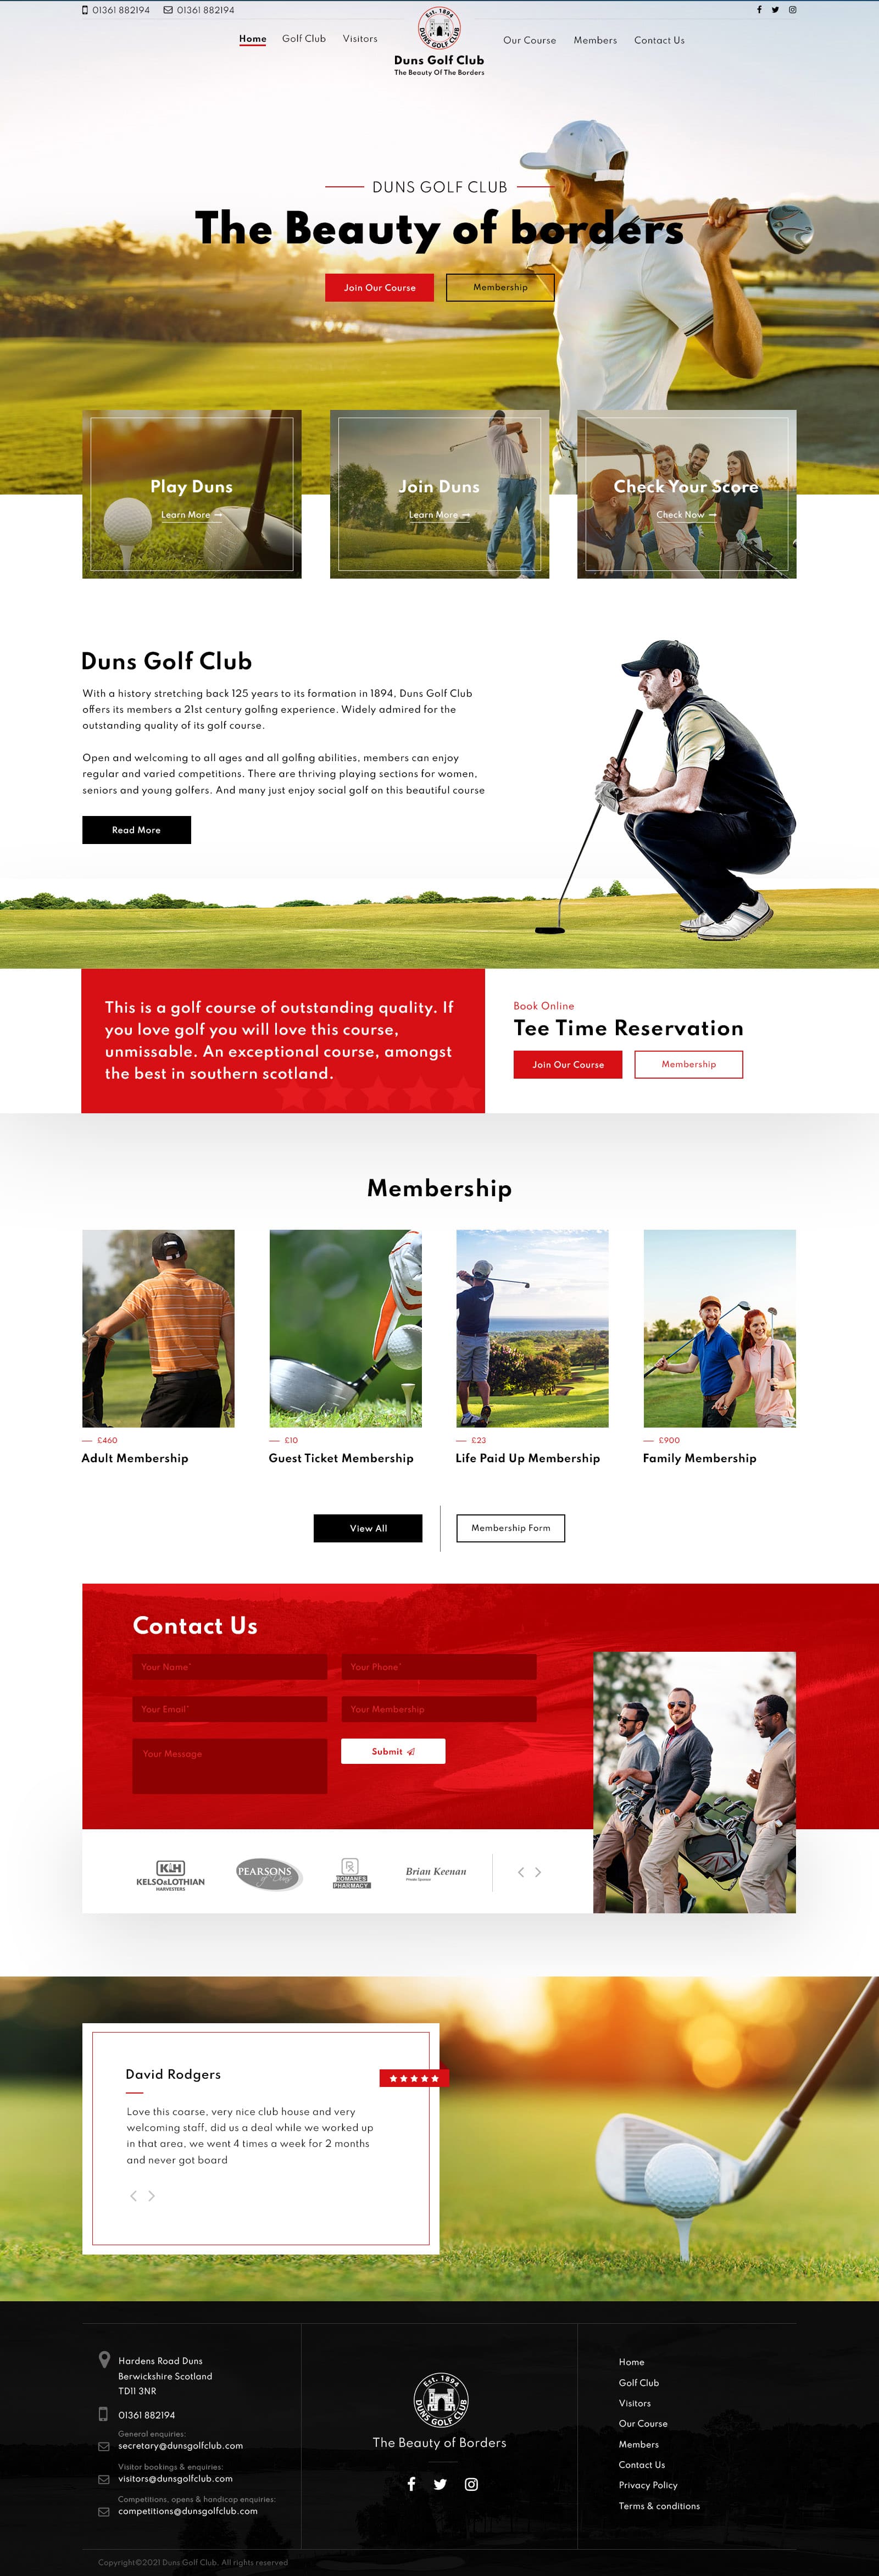 01361 882194
01361 882194
Home
Golf Club
Visitors
Est. 1894
DUNS GOLF CLUB
Duns Golf Club
The Beauty Of The Borders
Our Course
Members
Contact Us
DUNS GOLF CLUB
The Beauty of borders
Join Our Course
Membership
Play Duns
Learn More
Join Duns
Learn More
Check Your Score
Check Now
Duns Golf Club
With a history stretching back 125 years to its formation in 1894, Duns Golf Club
offers its members a 21st century golfing experience. Widely admired for the
outstanding quality of its golf course.
Open and welcoming to all ages and all golfing abilities, members can enjoy
regular and varied competitions. There are thriving playing sections for women,
seniors and young golfers. And many just enjoy social golf on this beautiful course
Read More
This is a golf course of outstanding quality. If
you love golf you will love this course,
unmissable. An exceptional course, amongst
the best in southern scotland.
Book Online
Tee Time Reservation
Join Our Course
Membership
Membership
£460
Adult Membership
£10
Guest Ticket Membership
£23
Life Paid Up Membership
£900
Family Membership
View All
Membership Form
Contact Us
Your Name*
Your Phone*
Your Email*
Your Membership
Your Message
Submit
K&H
KELSO&LOTHIAN
HARVESTERS
PEARSONS
of Duns
ROMANES
PHARMACY
Brian Keenan
Private Sponsor
David Rodgers
Love this coarse, very nice club house and very
welcoming staff, did us a deal while we worked up
in that area, we went 4 times a week for 2 months
and never got board
Hardens Road Duns
Berwickshire Scotland
TD11 3NR
01361 882194
General enquiries:
secretary@dunsgolfclub.com
Visitor bookings & enquiries:
visitors@dunsgolfclub.com
Competitions, opens & handicap enquiries:
competitions@dunsgolfclub.com
Est. 1894
DUNS GOLF CLUB
The Beauty of Borders
Home
Golf Club
Visitors
Our Course
Members
Contact Us
Privacy Policy
Terms & conditions
Copyright©2021 Duns Golf Club. All rights reserved